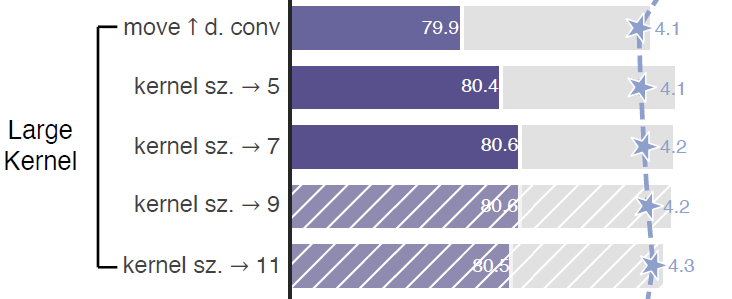 move ↑ d. conv 79.9 4.1
kernel sz. → 5 80.4 4.1
Large
Kernel
kernel sz. → 7 80.6 4.2
kernel sz. → 9 80.6 4.2
kernel sz. → 11 80.5 4.3